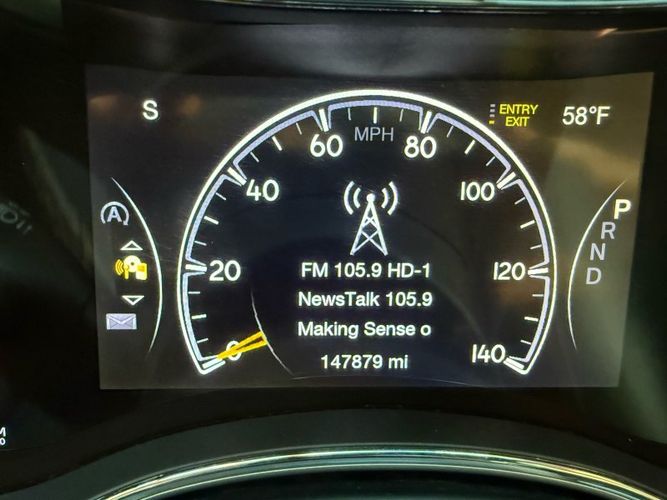 S
ENTRY
EXIT
58°F
MPH
0
20
40
60
80
100
120
140
A
P
R
N
D
FM 105.9 HD-1
NewsTalk 105.9
Making Sense o
147879 mi